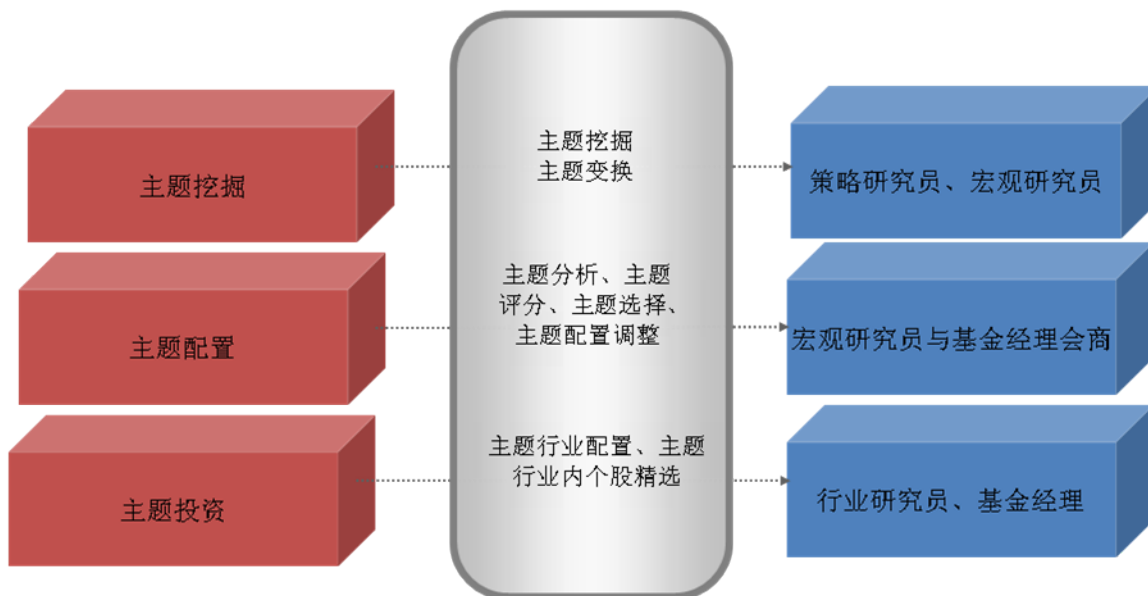 主题挖掘
主题挖掘
主题变换
策略研究员、宏观研究员
主题配置
主题分析、主题
评分、主题选择、
主题配置调整
宏观研究员与基金经理会商
主题投资
主题行业配置、主题
行业内个股精选
行业研究员、基金经理